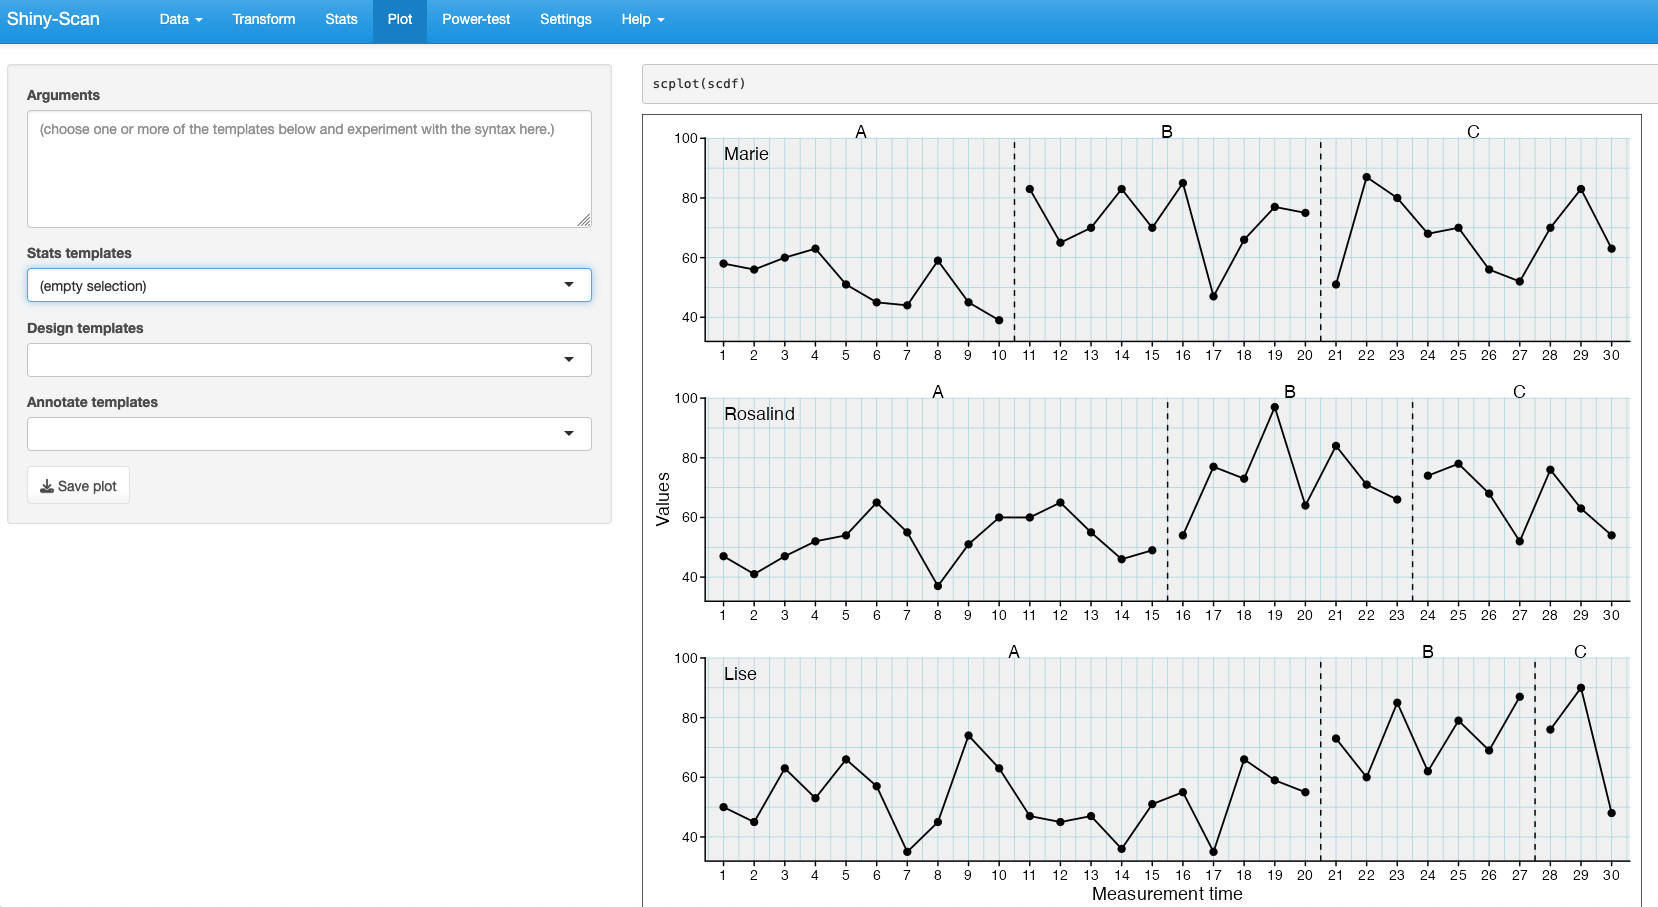 Shiny-Scan Data Transform Stats Plot Power-test Settings Help
Arguments
(choose one or more of the templates below and experiment with the syntax here.)
Stats templates
(empty selection)
Design templates
Annotate templates
Save plot
scplot(scdf)
A B C
Marie
100
80
60
40
1 2 3 4 5 6 7 8 9 10 11 12 13 14 15 16 17 18 19 20 21 22 23 24 25 26 27 28 29 30
A B C
Rosalind
100
80
60
40
Values
1 2 3 4 5 6 7 8 9 10 11 12 13 14 15 16 17 18 19 20 21 22 23 24 25 26 27 28 29 30
A B C
Lise
100
80
60
40
1 2 3 4 5 6 7 8 9 10 11 12 13 14 15 16 17 18 19 20 21 22 23 24 25 26 27 28 29 30
Measurement time